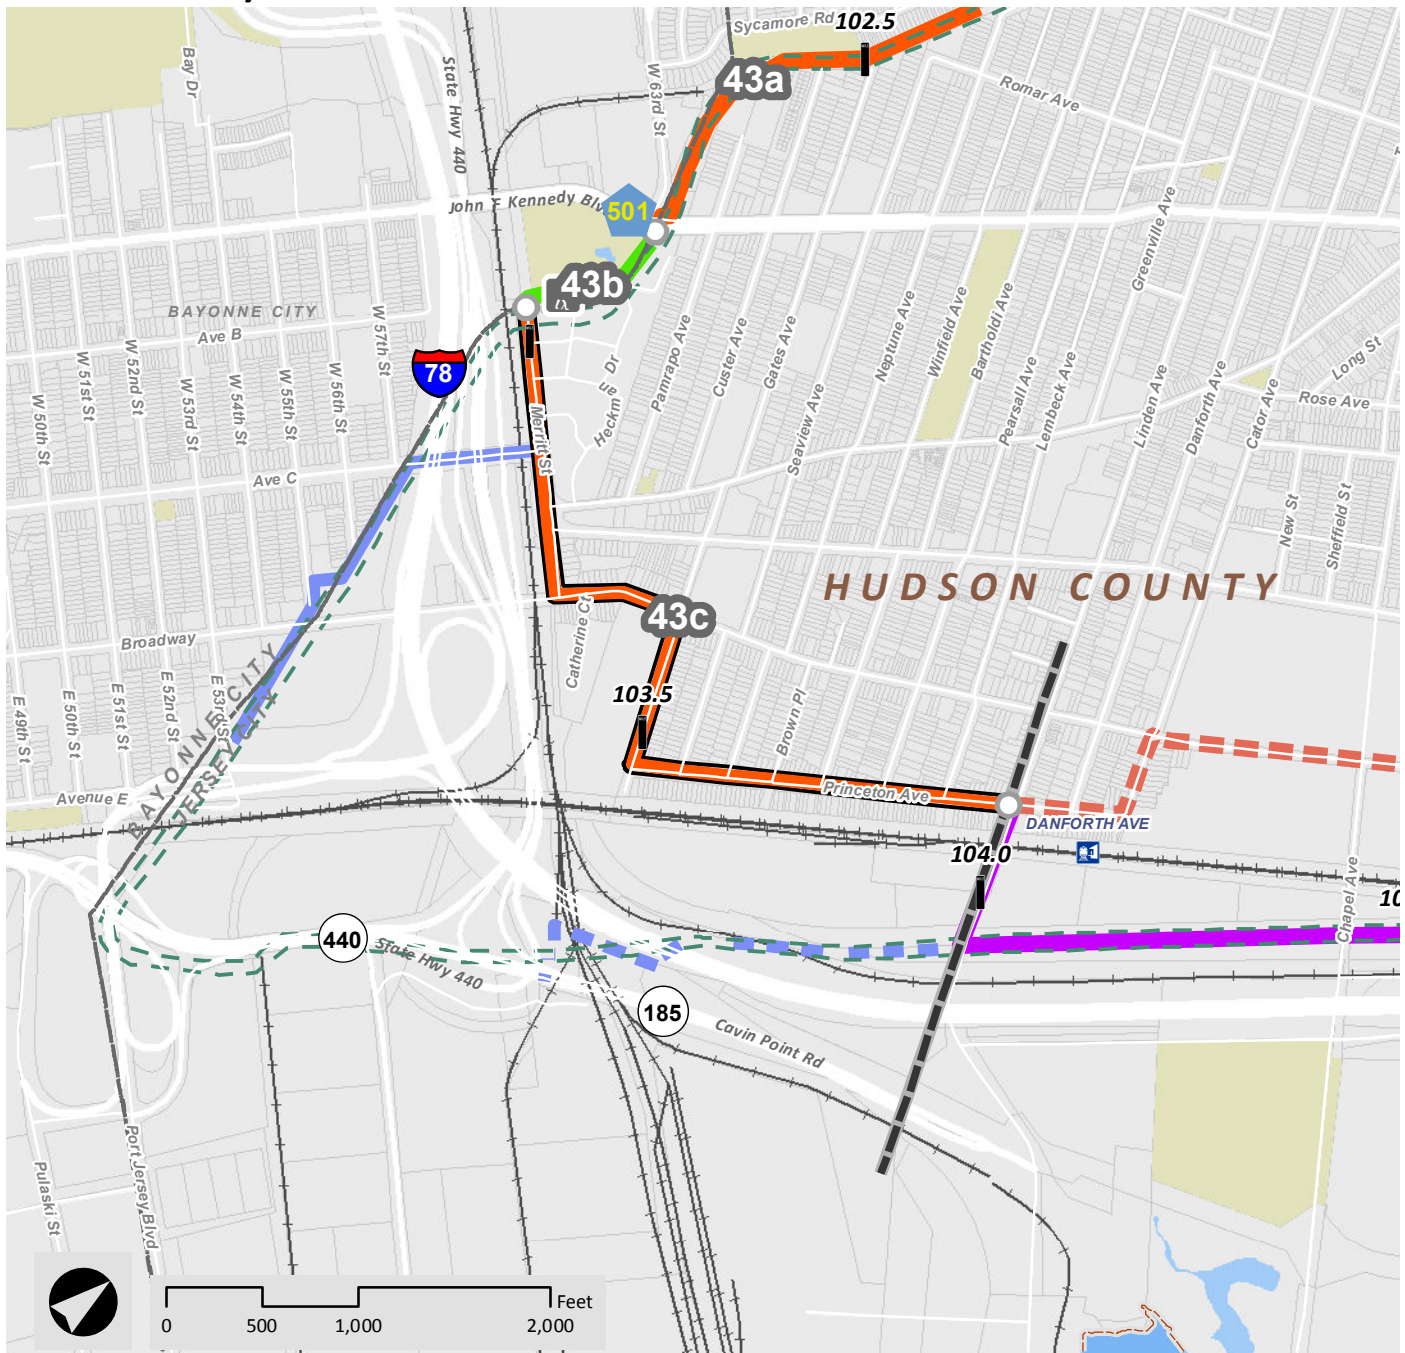 Sycamore Rd
102.5
Bay Dr
State Hwy 440
W 63rd St
43a
Romar Ave
John F Kennedy Blv
501
Greenville Ave
43b
BAYONNE CITY
Ave B
W 57th St
78
W 50th St
W 51st St
W 52nd St
W 53rd St
W 54th St
W 55th St
W 56th St
Merritt St
Heckm
an
Dr
Pamrapo Ave
Custer Ave
Gates Ave
Seaview Ave
Neptune Ave
Winfield Ave
Bartholdi Ave
Pearsall Ave
Lembeck Ave
Linden Ave
Danforth Ave
Cator Ave
Long St
Rose Ave
Ave C
New St
Sheffield St
HUDSON COUNTY
43c
Catherine Ct
Broadway
103.5
E 49th St
E 50th St
E 51st St
E 52nd St
E 53rd St
BAYONNE CITY
JERSEY CITY
Brown Pl
Princeton Ave
Avenue E
DANFORTH AVE
104.0
10
Chapel Ave
440
State Hwy 440
185
Cavin Point Rd
Pulaski St
Port Jersey Blvd
Feet
0 500 1,000 2,000